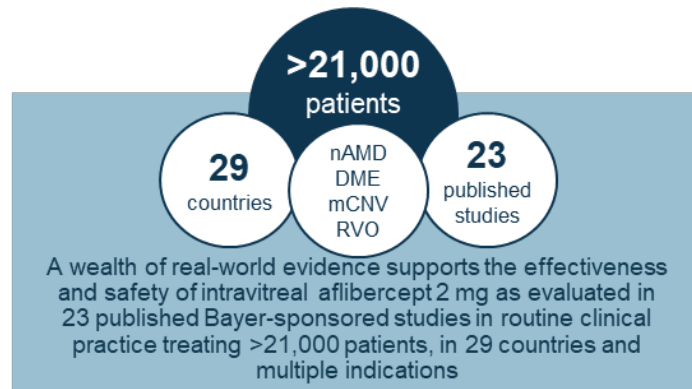 >21,000
patients
29
countries
nAMD
DME
mCNV
RVO
23
published
studies
A wealth of real-world evidence supports the effectiveness
and safety of intravitreal aflibercept 2 mg as evaluated in
23 published Bayer-sponsored studies in routine clinical
practice treating >21,000 patients, in 29 countries and
multiple indications